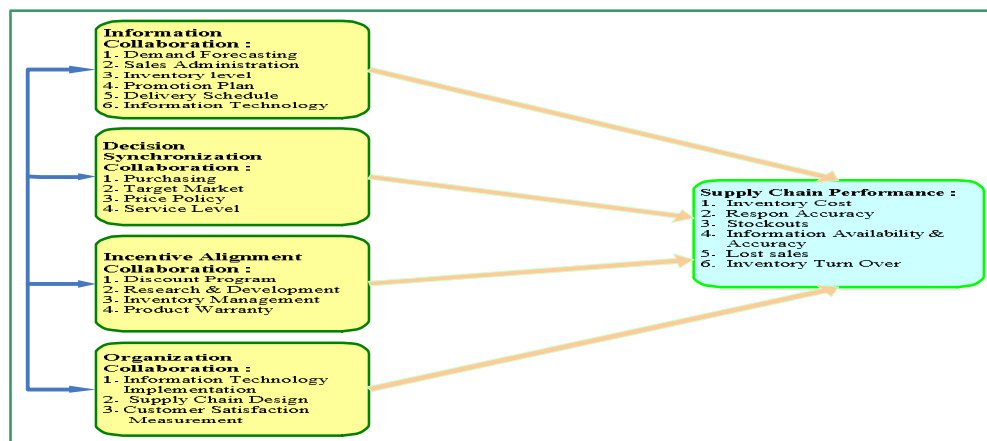 Information
Collaboration :
1. Demand Forecasting
2. Sales Administration
3. Inventory level
4. Promotion Plan
5. Delivery Schedule
6. Information Technology
Decision
Synchronization
Collaboration :
1. Purchasing
2. Target Market
3. Price Policy
4. Service Level
Incentive Alignment
Collaboration :
1. Discount Program
2. Research & Development
3. Inventory Management
4. Product Warranty
Organization
Collaboration :
1. Information Technology
Implementation
2. Supply Chain Design
3. Customer Satisfaction
Measurement
Supply Chain Performance :
1. Inventory Cost
2. Respon Accuracy
3. Stockouts
4. Information Availability &
Accuracy
5. Lost sales
6. Inventory Turn Over